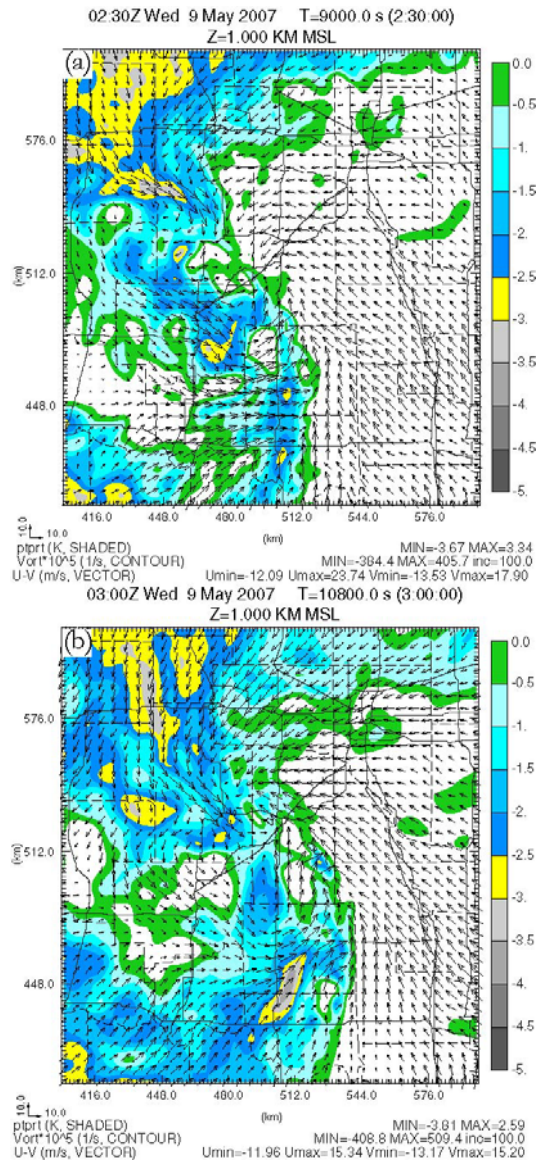 02:30Z Wed 9 May 2007 T=9000.0 s (2:30:00)
Z=1.000 KM MSL
(a)
0.0
-0.5
-1.
-1.5
-2.
-2.5
-3.
-3.5
-4.
-4.5
-5.
576.0
512.0
448.0
(km)
416.0 448.0 480.0 512.0 544.0 576.0
(km)
10.0
10.0
ptprt (K, SHADED) MIN=-3.67 MAX=3.34
Vort*10^5 (1/s, CONTOUR) MIN=-384.4 MAX=405.7 inc=100.0
U-V (m/s, VECTOR) Umin=-12.09 Umax=23.74 Vmin=-13.53 Vmax=17.90
03:00Z Wed 9 May 2007 T=10800.0 s (3:00:00)
Z=1.000 KM MSL
(b)
0.0
-0.5
-1.
-1.5
-2.
-2.5
-3.
-3.5
-4.
-4.5
-5.
576.0
512.0
448.0
(km)
416.0 448.0 480.0 512.0 544.0 576.0
(km)
10.0
10.0
ptprt (K, SHADED) MIN=-3.81 MAX=2.59
Vort*10^5 (1/s, CONTOUR) MIN=-408.8 MAX=509.4 inc=100.0
U-V (m/s, VECTOR) Umin=-11.96 Umax=15.34 Vmin=-13.17 Vmax=15.20